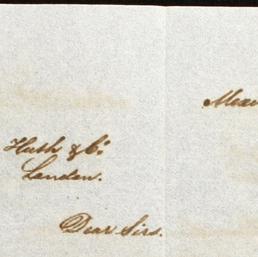 Huth & Co.
London.
Dear Sirs.